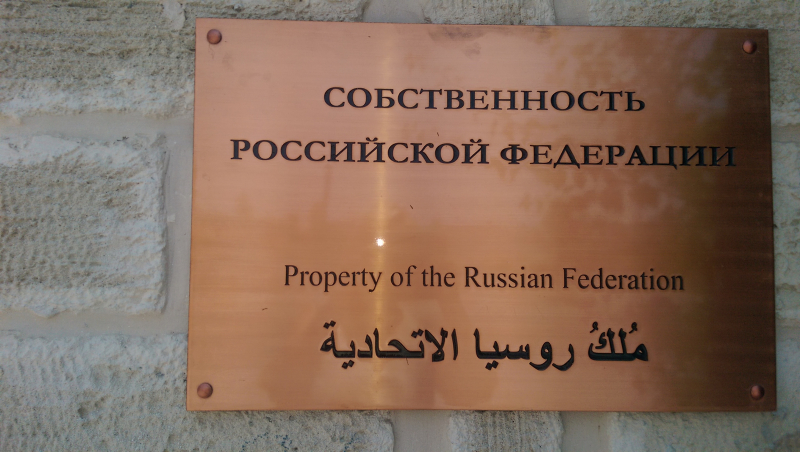 СОБСТВЕННОСТЬ
РОССИЙСКОЙ ФЕДЕРАЦИИ
Property of the Russian Federation
مُلكُ روسيا الاتحادية